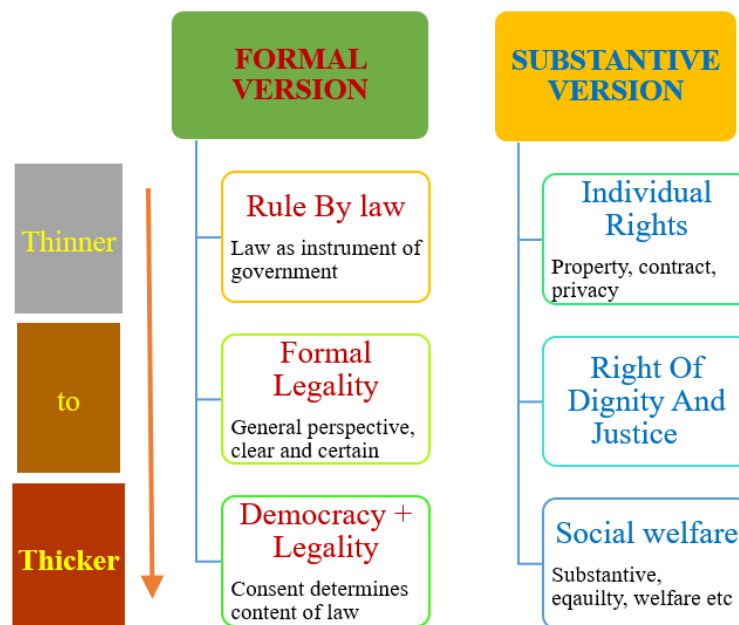 FORMAL
VERSION
SUBSTANTIVE
VERSION
Thinner
to
Thicker
Rule By law
Law as instrument of
government
Formal
Legality
General perspective,
clear and certain
Democracy +
Legality
Consent determines
content of law
Individual
Rights
Property, contract,
privacy
Right Of
Dignity And
Justice
Social welfare
Substantive,
eqauilty, welfare etc